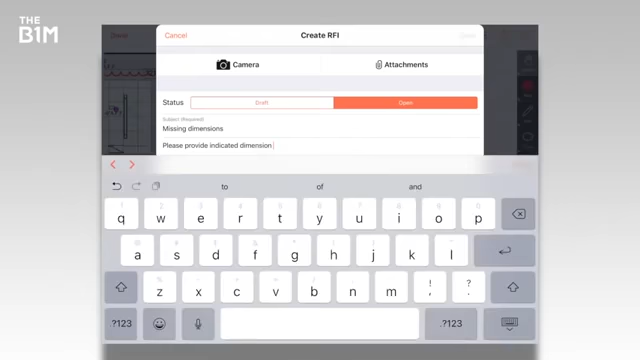 THE
B1M
Cancel
Create RFI
Camera
Attachments
Status
Draft
Open
Subject (Required)
Missing dimensions
Please provide indicated dimension
to of and
q w e r t y u i o p
a s d f g h j k l
z x c v b n m ! , ? .
.?123
.?123